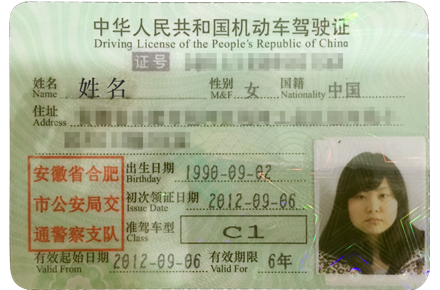 中华人民共和国机动车驾驶证
Driving License of the People's Republic of China
证号
姓名 姓名 性别 女 国籍 中国
Name M&F Nationality
住址
Address
出生日期 1990-09-02
Birthday
安徽省合肥
市公安局交
通警察支队
初次领证日期 2012-09-06
Issue Date
准驾车型 C1
Class
有效起始日期 2012-09-06 有效期限 6年
Valid From Valid For